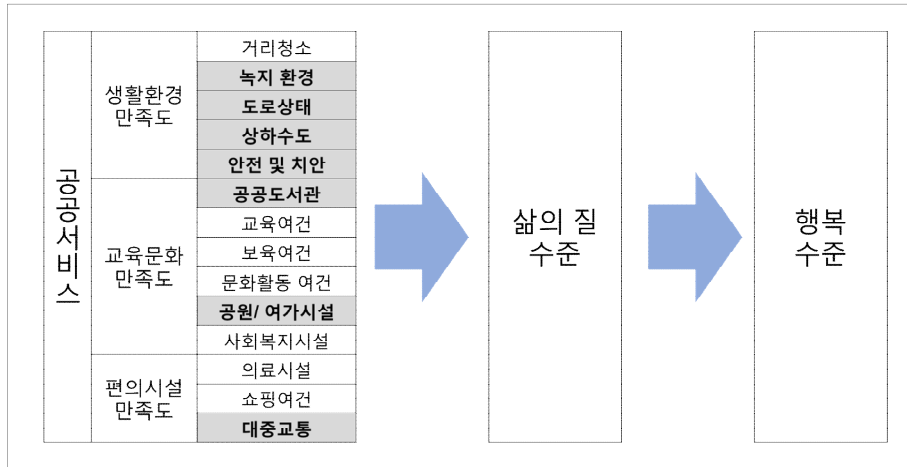 공공서비스
생활환경
만족도
거리청소
녹지 환경
도로상태
상하수도
안전 및 치안
교육문화
만족도
공공도서관
교육여건
보육여건
문화활동 여건
공원/ 여가시설
사회복지시설
편의시설
만족도
의료시설
쇼핑여건
대중교통
삶의 질
수준
행복
수준